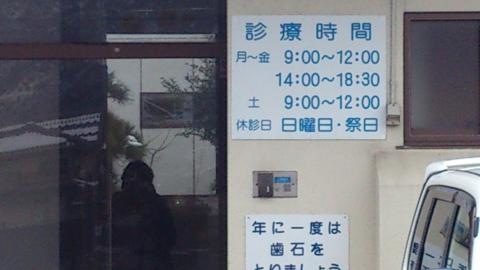 診療時間
月～金 9:00～12:00
14:00～18:30
土 9:00～12:00
休診日 日曜日・祭日
年に一度は
歯石を
とりましょう